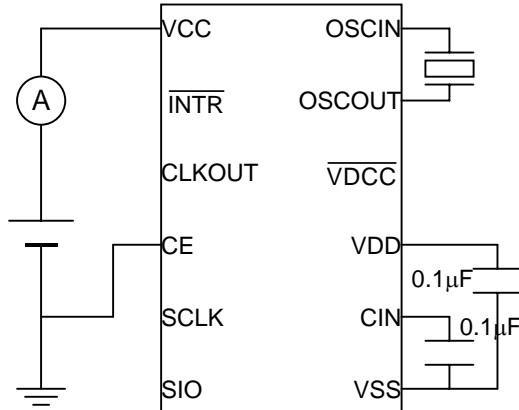 VCC
OSCIN
A
INTR
OSCOUT
CLKOUT
VDCC
CE
VDD
0.1μF
SCLK
CIN
0.1μF
SIO
VSS